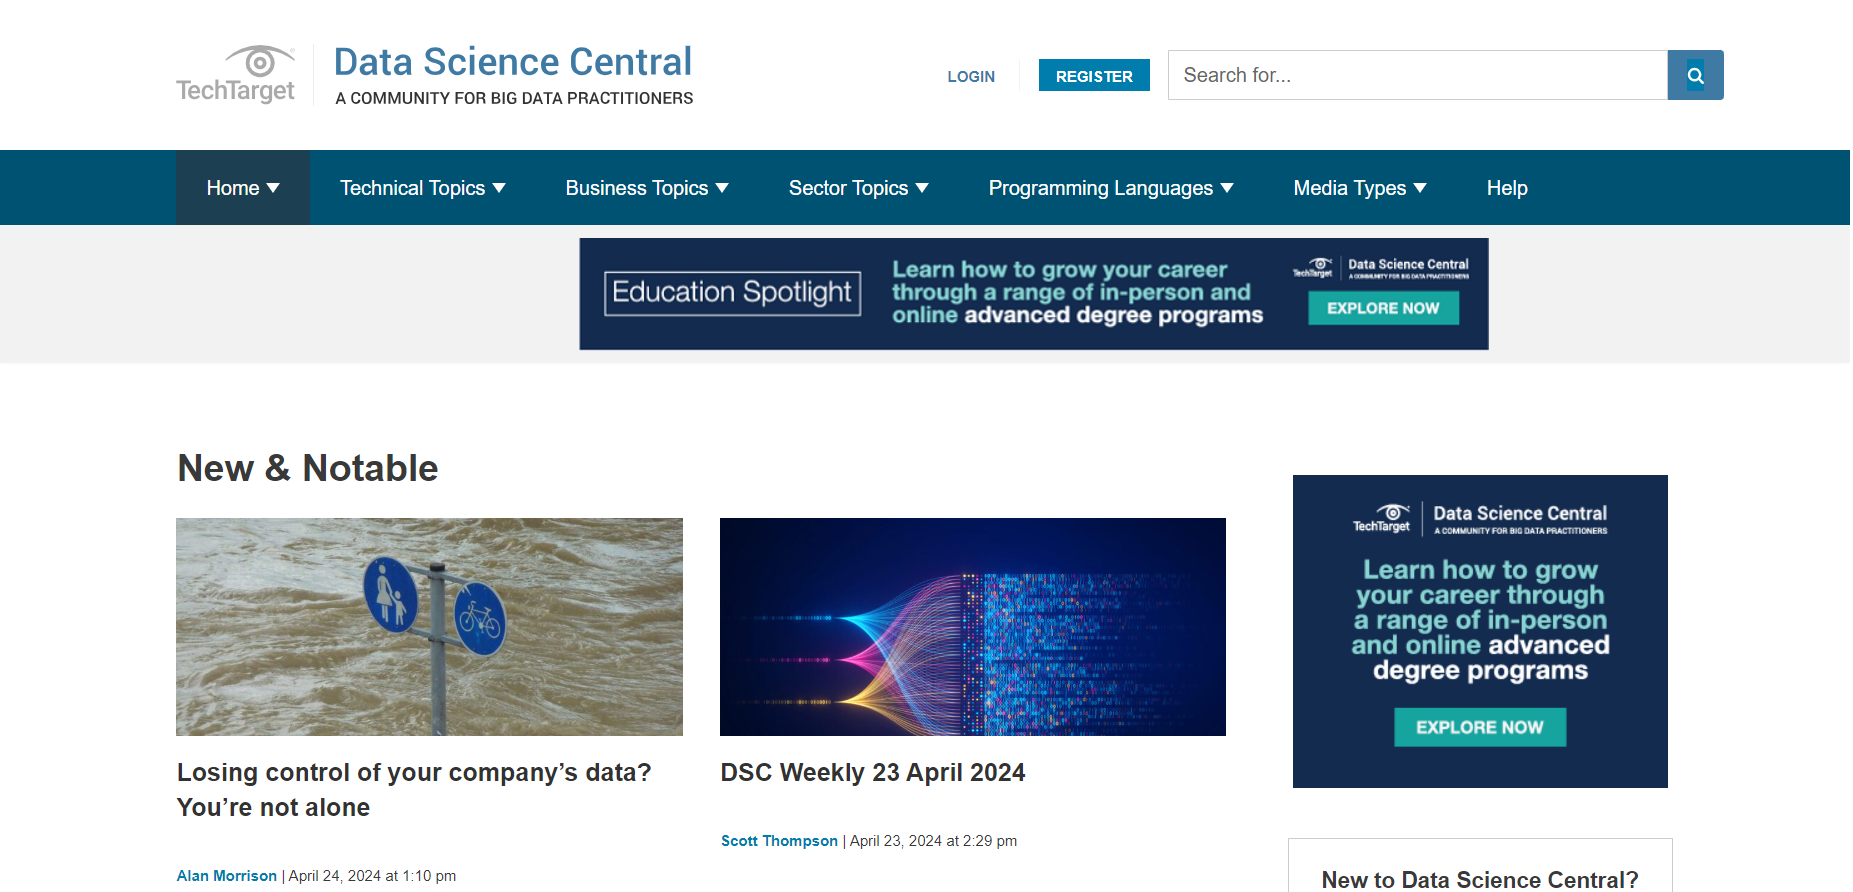 TechTarget
Data Science Central
A COMMUNITY FOR BIG DATA PRACTITIONERS
LOGIN
REGISTER
Search for...
Home
Technical Topics
Business Topics
Sector Topics
Programming Languages
Media Types
Help
Education Spotlight
Learn how to grow your career
through a range of in-person and
online advanced degree programs
TechTarget
Data Science Central
A COMMUNITY FOR BIG DATA PRACTITIONERS
EXPLORE NOW
New & Notable
Losing control of your company’s data?
You’re not alone
Alan Morrison | April 24, 2024 at 1:10 pm
DSC Weekly 23 April 2024
Scott Thompson | April 23, 2024 at 2:29 pm
TechTarget
Data Science Central
A COMMUNITY FOR BIG DATA PRACTITIONERS
Learn how to grow
your career through
a range of in-person
and online advanced
degree programs
EXPLORE NOW
New to Data Science Central?